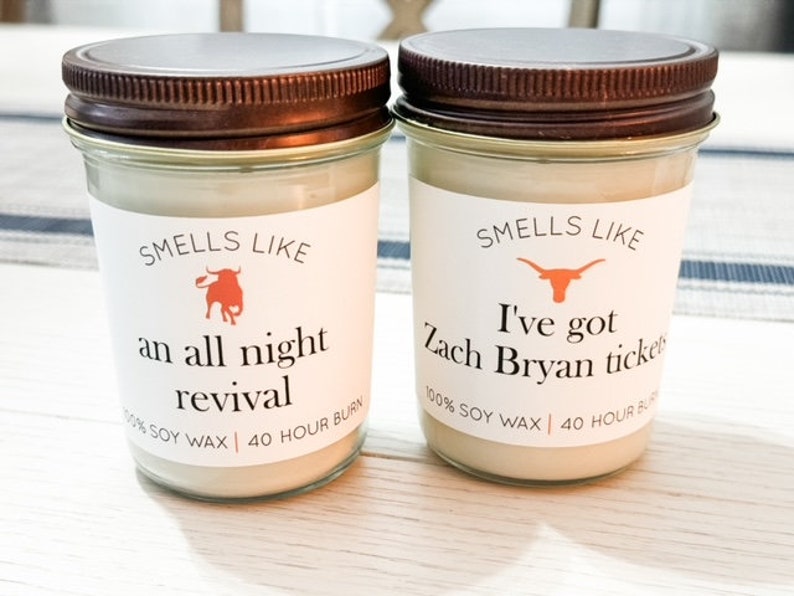 SMELLS LIKE
an all night
revival
100% SOY WAX | 40 HOUR BURN
SMELLS LIKE
I've got
Zach Bryan tickets
100% SOY WAX | 40 HOUR BURN